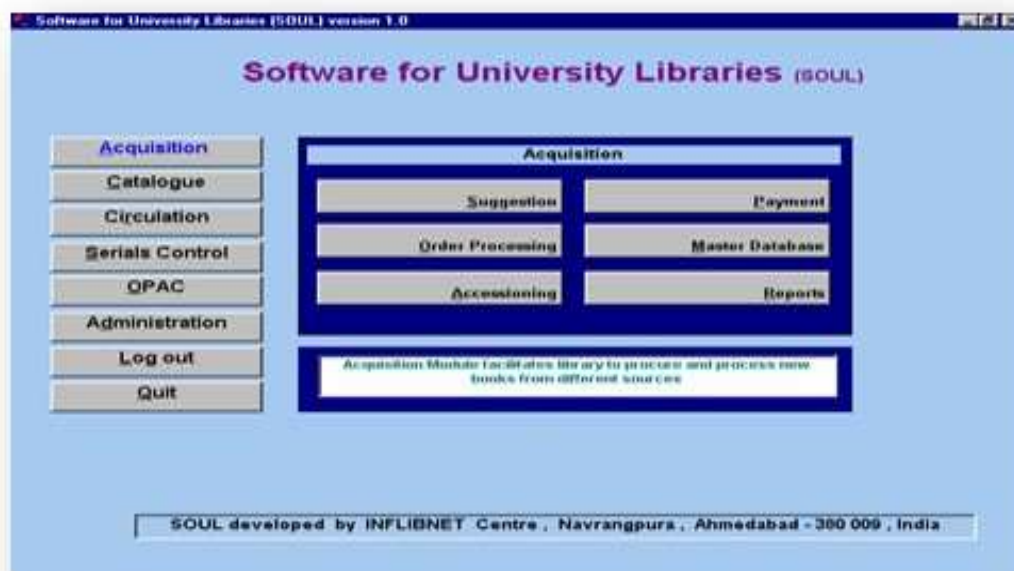 Software for University Libraries (SOUL) version 1.0
Software for University Libraries (SOUL)
Acquisition
Catalogue
Circulation
Serials Control
OPAC
Administration
Log out
Quit
Acquisition
Suggestion
Payment
Order Processing
Master Database
Accessioning
Reports
Acquisition Module facilitates library to procure and process new
books from different sources
SOUL developed by INFLIBNET Centre , Navrangpura , Ahmedabad - 380 009 , India